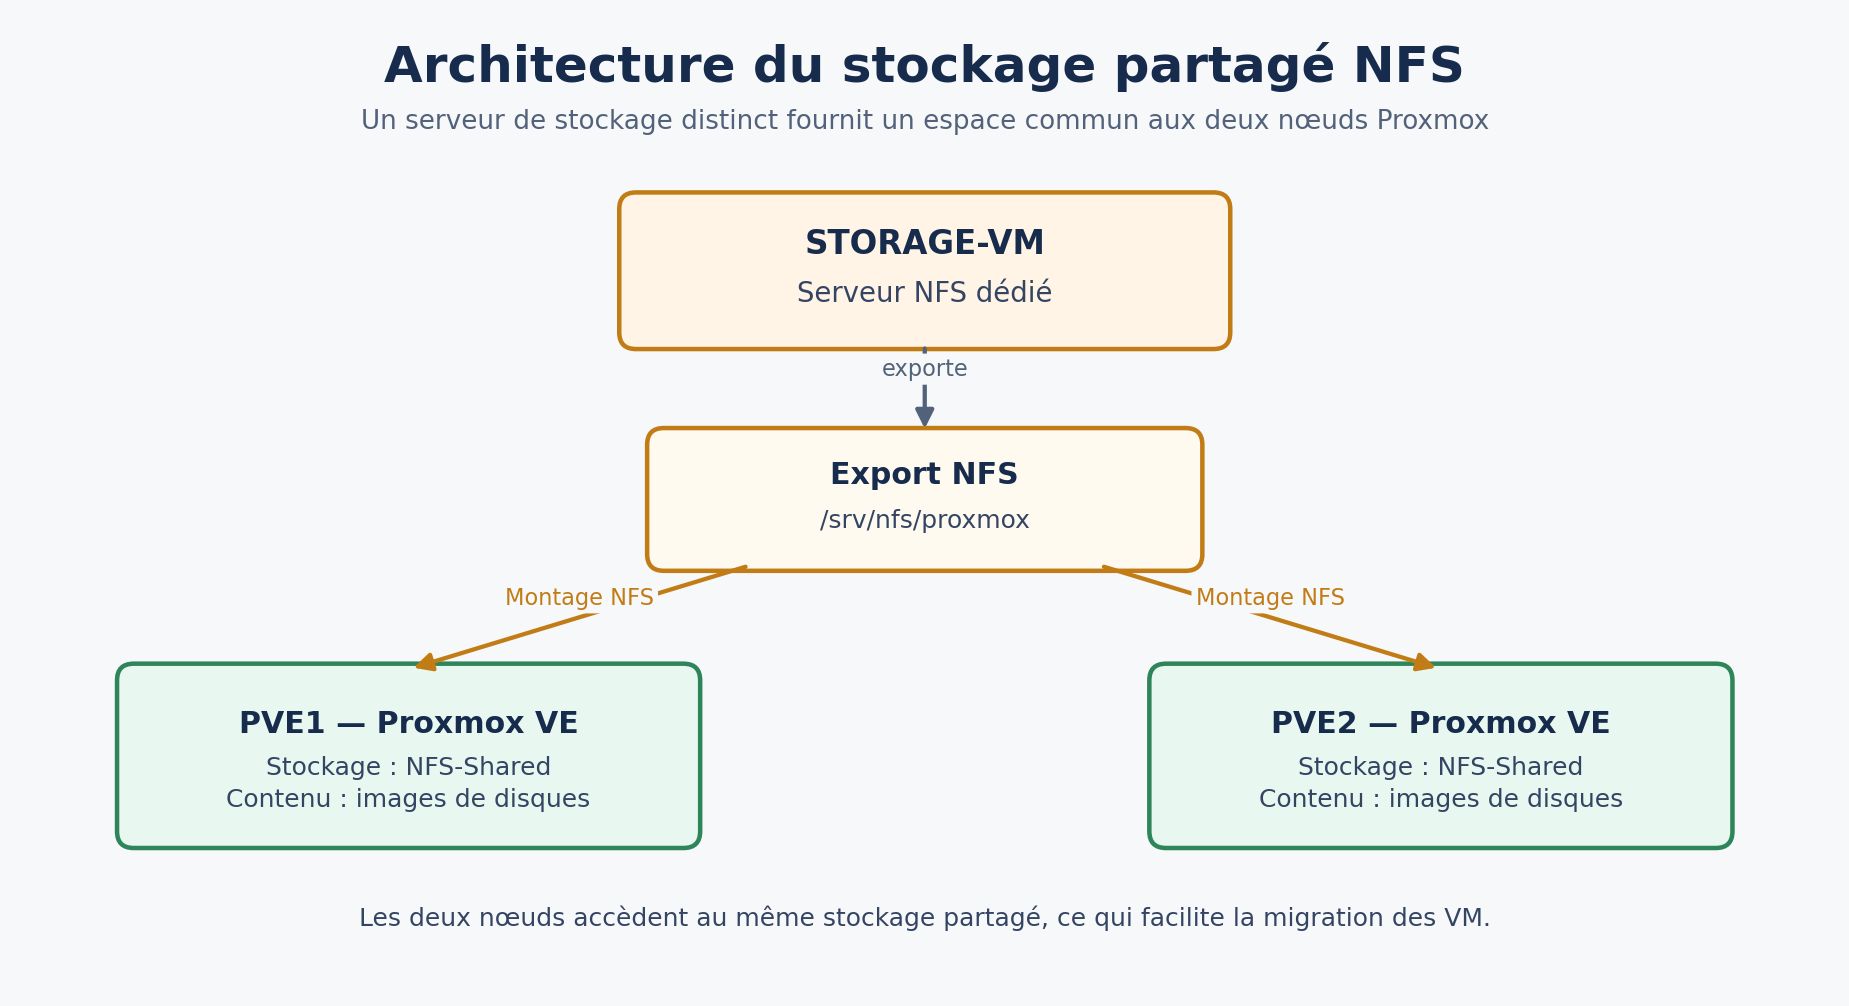 Architecture du stockage partagé NFS
Un serveur de stockage distinct fournit un espace commun aux deux nœuds Proxmox
STORAGE-VM
Serveur NFS dédié
exporte
Export NFS
/srv/nfs/proxmox
Montage NFS
Montage NFS
PVE1 — Proxmox VE
Stockage : NFS-Shared
Contenu : images de disques
PVE2 — Proxmox VE
Stockage : NFS-Shared
Contenu : images de disques
Les deux nœuds accèdent au même stockage partagé, ce qui facilite la migration des VM.